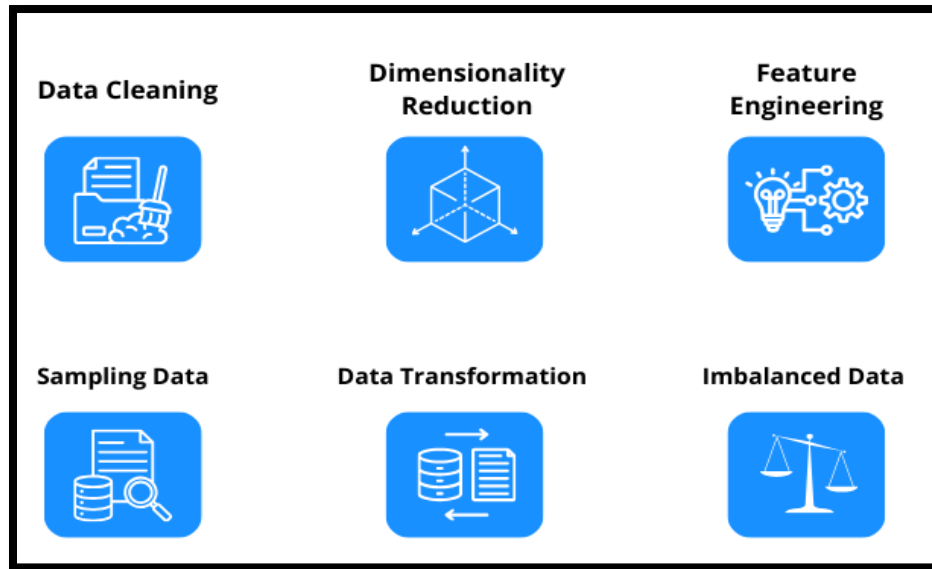 Data Cleaning
Dimensionality
Reduction
Feature
Engineering
Sampling Data
Data Transformation
Imbalanced Data